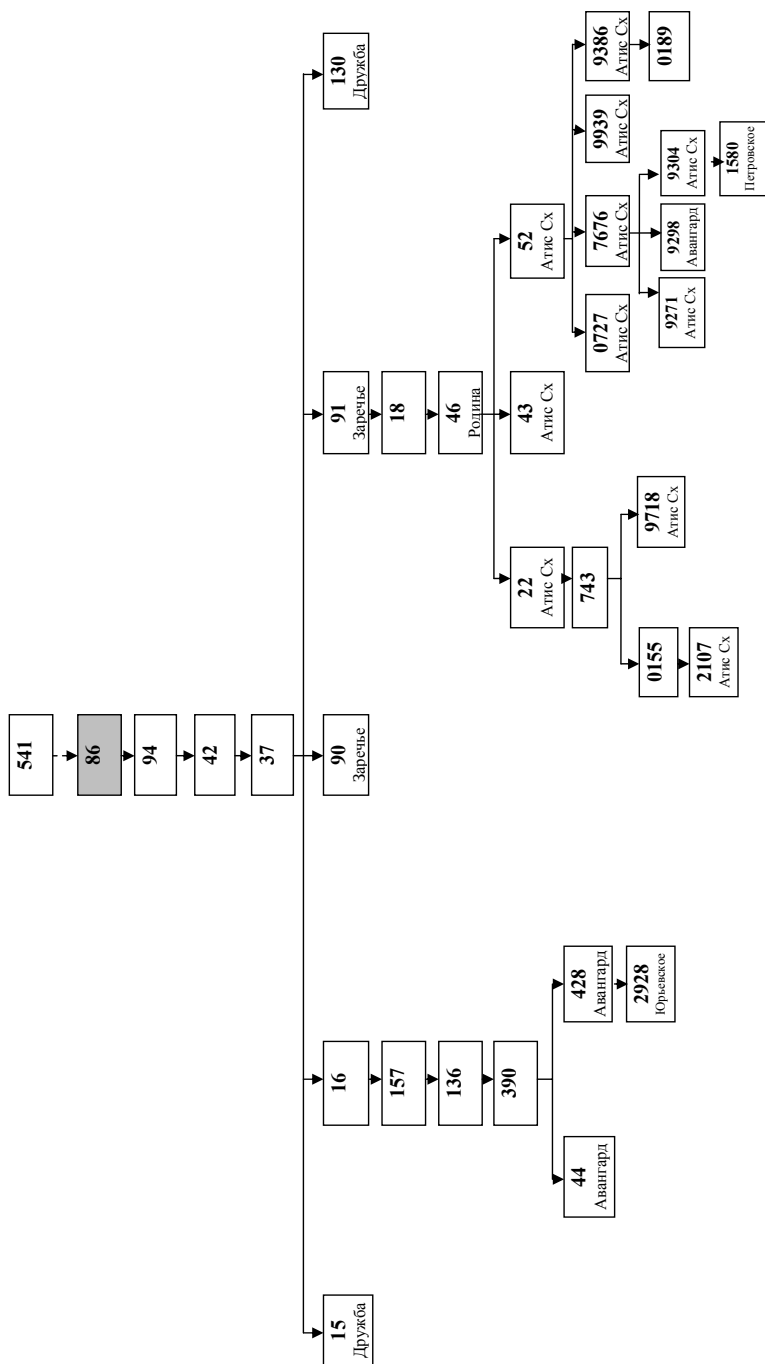 541
86
94
42
37
15
Дружба
16
90
Заречье
91
Заречье
130
Дружба
157
18
136
46
Родина
390
22
Атис Сх
43
Атис Сх
52
Атис Сх
44
Авангард
428
Авангард
743
0727
Атис Сх
7676
Атис Сх
9939
Атис Сх
9386
Атис Сх
2928
Юрьевское
0155
9718
Атис Сх
9271
Атис Сх
9298
Авангард
9304
Атис Сх
0189
2107
Атис Сх
1580
Петровское